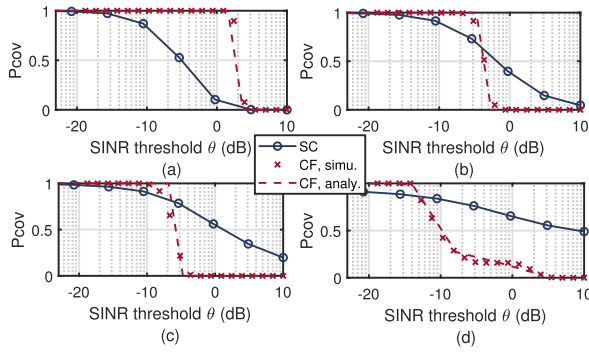 1
0.5
0
Pcov
-20 -10 0 10
SINR threshold θ (dB)
(a)
1
0.5
0
Pcov
-20 -10 0 10
SINR threshold θ (dB)
(b)
SC
CF, simu.
CF, analy.
1
0.5
0
Pcov
-20 -10 0 10
SINR threshold θ (dB)
(c)
1
0.5
0
Pcov
-20 -10 0 10
SINR threshold θ (dB)
(d)